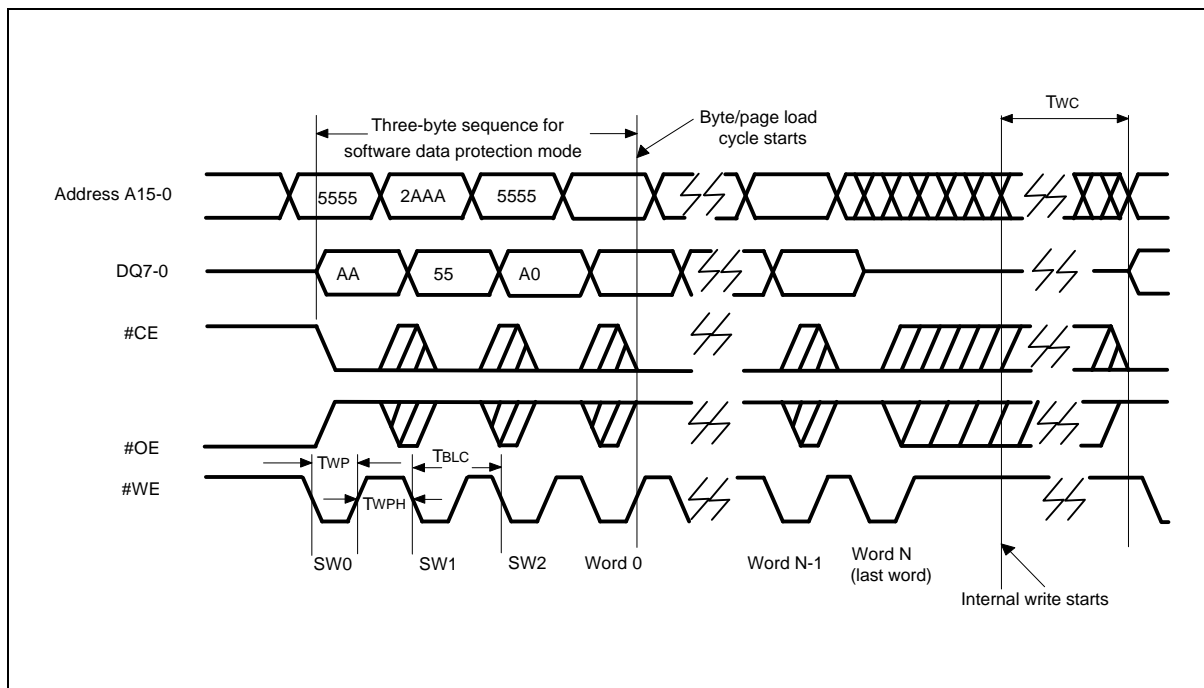 Three-byte sequence for
software data protection mode
Byte/page load
cycle starts
TWC
Address A15-0
5555
2AAA
5555
DQ7-0
AA
55
A0
#CE
#OE
TWP
TBLC
#WE
TWPH
SW0
SW1
SW2
Word 0
Word N-1
Word N
(last word)
Internal write starts